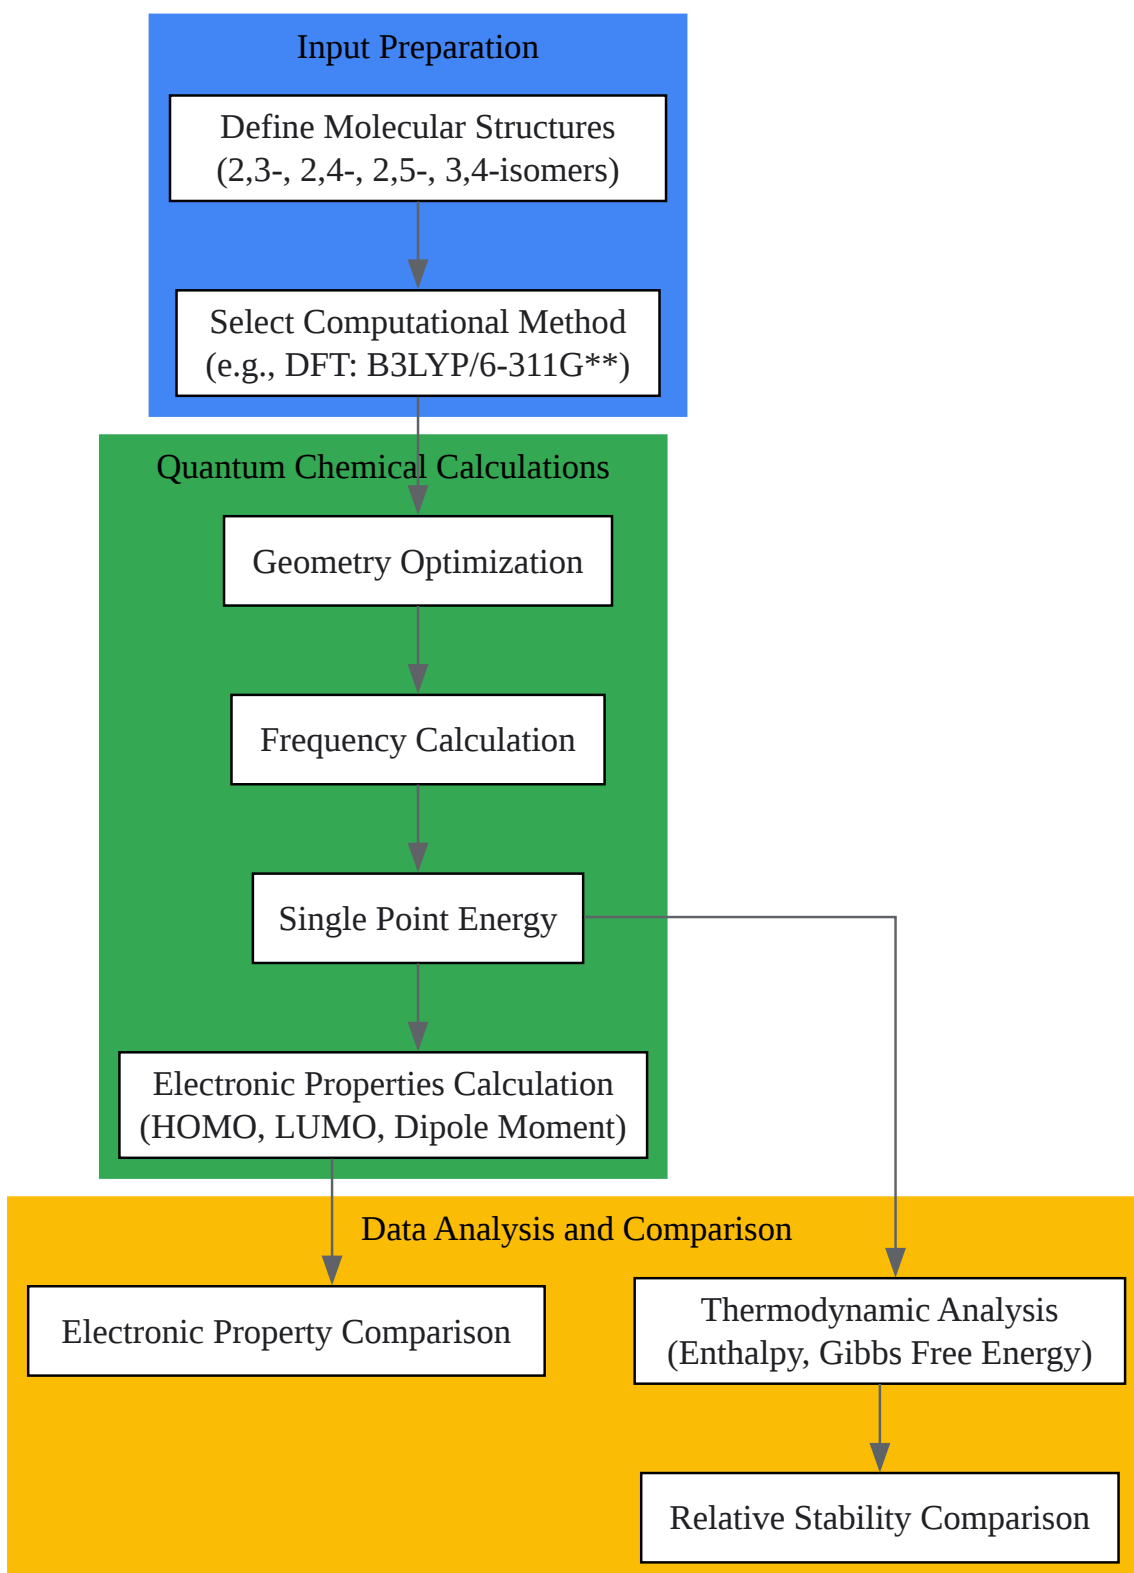 Input Preparation
Define Molecular Structures
(2,3-, 2,4-, 2,5-, 3,4-isomers)
Select Computational Method
(e.g., DFT: B3LYP/6-311G**)
Quantum Chemical Calculations
Geometry Optimization
Frequency Calculation
Single Point Energy
Electronic Properties Calculation
(HOMO, LUMO, Dipole Moment)
Data Analysis and Comparison
Electronic Property Comparison
Thermodynamic Analysis
(Enthalpy, Gibbs Free Energy)
Relative Stability Comparison